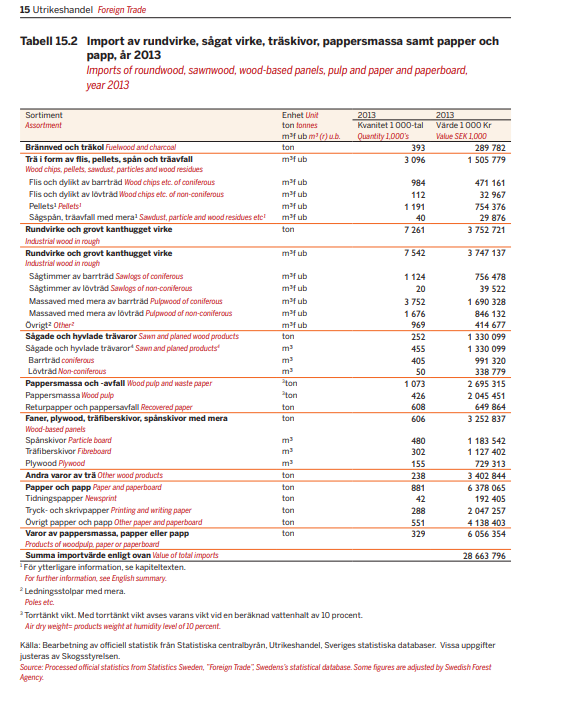 15 Utrikeshandel Foreign Trade
Tabell 15.2 Import av rundvirke, sågat virke, träskivor, pappersmassa samt papper och
papp, år 2013
Imports of roundwood, sawnwood, wood-based panels, pulp and paper and paperboard,
year 2013
Sortiment Enhet Unit 2013 2013
Assortment ton tonnes Kvanitet 1 000-tal Värde 1 000 Kr
m³f ub m³ (r) u.b. Quantity 1,000's Value SEK 1,000
Brännved och träkol Fuelwood and charcoal ton 393 289 782
Trä i form av flis, pellets, spån och träavfall m³f ub 3 096 1 505 779
Wood chips, pellets, sawdust, particles and wood residues
Flis och dylikt av barrträd Wood chips etc. of coniferous m³f ub 984 471 161
Flis och dylikt av lövträd Wood chips etc. of non-coniferous m³f ub 112 32 967
Pellets¹ Pellets¹ m³f ub 1 191 754 376
Sågspån, träavfall med mera¹ Sawdust, particle and wood residues etc¹ m³f ub 40 29 876
Rundvirke och grovt kanthugget virke ton 7 261 3 752 721
Industrial wood in rough
Rundvirke och grovt kanthugget virke m³f ub 7 542 3 747 137
Industrial wood in rough
Sågtimmer av barrträd Sawlogs of coniferous m³f ub 1 124 756 478
Sågtimmer av lövträd Sawlogs of non-coniferous m³f ub 20 39 522
Massaved med mera av barrträd Pulpwood of coniferous m³f ub 3 752 1 690 328
Massaved med mera av lövträd Pulpwood of non-coniferous m³f ub 1 676 846 132
Övrigt² Other² m³f ub 969 414 677
Sågade och hyvlade trävaror Sawn and planed wood products ton 252 1 330 099
Sågade och hyvlade trävaror⁴ Sawn and planed products⁴ m³ 455 1 330 099
Barrträd coniferous m³ 405 991 320
Lövträd Non-coniferous m³ 50 338 779
Pappersmassa och -avfall Wood pulp and waste paper ³ton 1 073 2 695 315
Pappersmassa Wood pulp ³ton 426 2 045 451
Returpapper och pappersavfall Recovered paper ton 608 649 864
Faner, plywood, träfiberskivor, spånskivor med mera ton 606 3 252 837
Wood-based panels
Spånskivor Particle board m³ 480 1 183 542
Träfiberskivor Fibreboard m³ 302 1 127 402
Plywood Plywood m³ 155 729 313
Andra varor av trä Other wood products ton 238 3 402 844
Papper och papp Paper and paperboard ton 881 6 378 065
Tidningspapper Newsprint ton 42 192 405
Tryck- och skrivpapper Printing and writing paper ton 288 2 047 257
Övrigt papper och papp Other paper and paperboard ton 551 4 138 403
Varor av pappersmassa, papper eller papp ton 329 6 056 354
Products of woodpulp, paper or paperboard
Summa importvärde enligt ovan Value of total imports 28 663 796
¹ För ytterligare information, se kapiteltexten.
For further information, see English summary.
² Ledningsstolpar med mera.
Poles etc.
³ Torrtänkt vikt. Med torrtänkt vikt avses varans vikt vid en beräknad vattenhalt av 10 procent.
Air dry weight= products weight at humidity level of 10 percent.
Källa: Bearbetning av officiell statistik från Statistiska centralbyrån, Utrikeshandel, Sveriges statistiska databaser. Vissa uppgifter
justeras av Skogsstyrelsen.
Source: Processed official statistics from Statistics Sweden, "Foreign Trade", Swedens's statistical database. Some figures are adjusted by Swedish Forest
Agency.